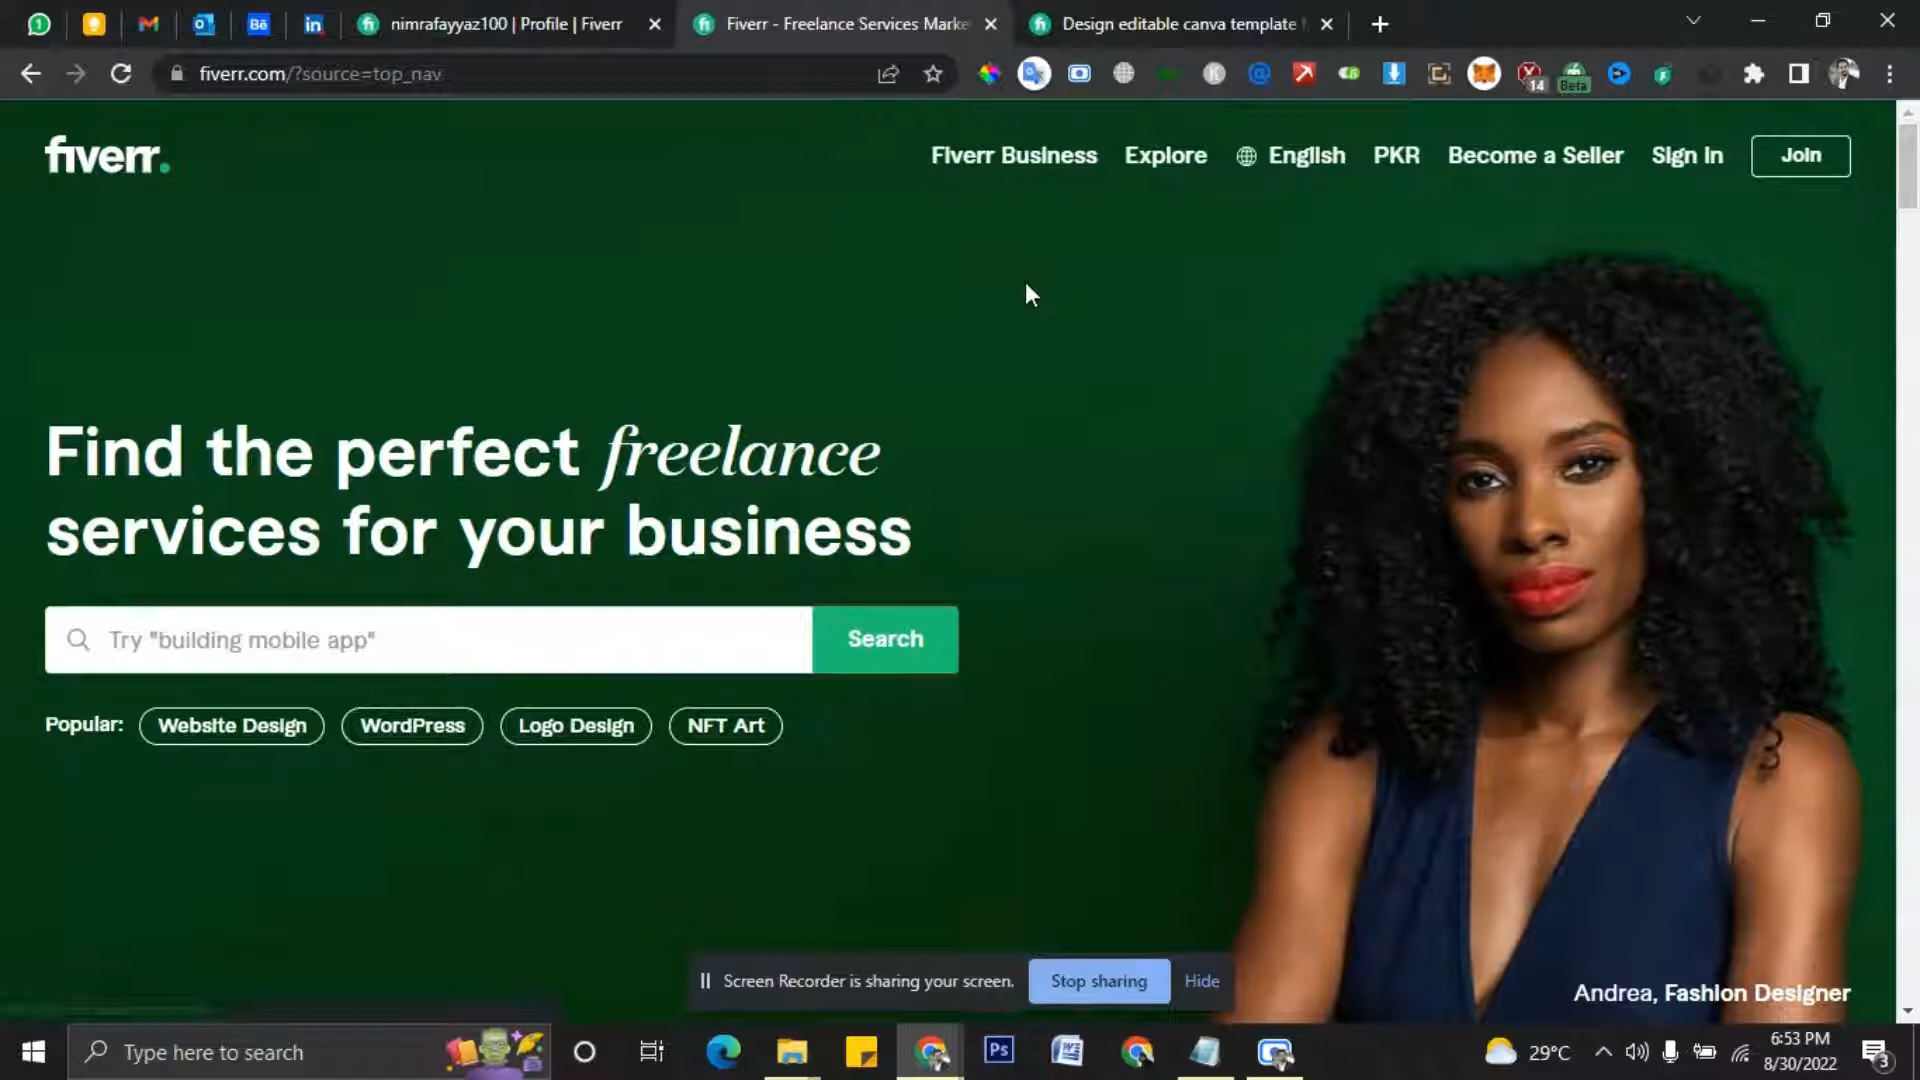 nimrafayyaz100 | Profile | Fiverr
Fiverr - Freelance Services Marke
Design editable canva template
fiverr.com/?source=top_nav
14
Beta
fiverr.
Fiverr Business
Explore
English
PKR
Become a Seller
Sign in
Join
Find the perfect freelance
services for your business
Try "building mobile app"
Search
Popular:
Website Design
WordPress
Logo Design
NFT Art
Screen Recorder is sharing your screen.
Stop sharing
Hide
Andrea, Fashion Designer
Type here to search
29°C
6:53 PM
8/30/2022
3